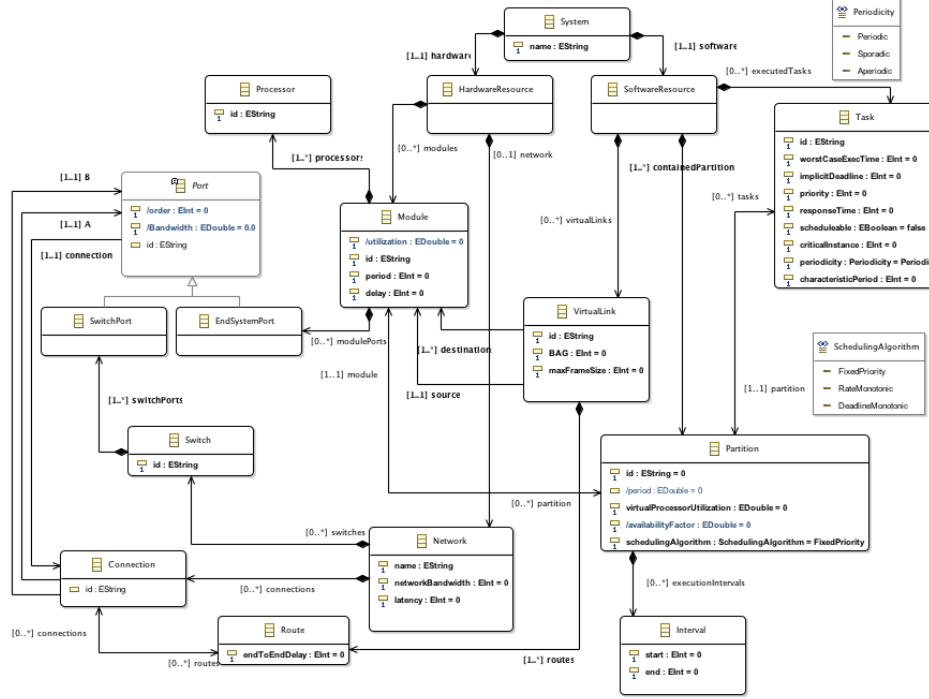 System
name : EString
[1..1] hardware
[1..1] software
Periodicity
Periodic
Sporadic
Aperiodic
Processor
id : EString
HardwareResource
SoftwareResource
[0..*] executedTasks
Task
id : EString
worstCaseExecTime : EInt = 0
implicitDeadline : EInt = 0
priority : EInt = 0
responseTime : EInt = 0
scheduleable : EBoolean = false
criticalInstance : EInt = 0
periodicity : Periodicity = Periodi
characteristicPeriod : EInt = 0
[1..*] processors
[0..*] modules
[0..1] network
[1..*] containedPartition
[0..*] tasks
[0..*] virtualLinks
[1..1] B
[1..1] A
[1..1] connection
Port
/order : EInt = 0
/Bandwidth : EDouble = 0.0
id : EString
Module
/utilization : EDouble = 0
id : EString
period : EInt = 0
delay : EInt = 0
SwitchPort
EndSystemPort
[0..*] modulePorts
[1..*] destination
[1..1] module
[1..1] source
VirtualLink
id : EString
BAG : EInt = 0
maxFrameSize : EInt = 0
SchedulingAlgorithm
FixedPriority
RateMonotonic
DeadlineMonotonic
[1..1] partition
[1..*] switchPorts
Switch
id : EString
Partition
id : EString = 0
/period : EDouble = 0
virtualProcessorUtilization : EDouble = 0
/availabilityFactor : EDouble = 0
schedulingAlgorithm : SchedulingAlgorithm = FixedPriority
[0..*] partition
[0..*] switches
Network
name : EString
networkBandwidth : EInt = 0
latency : EInt = 0
Connection
id : EString
[0..*] connections
[0..*] executionIntervals
[0..*] connections
Route
endToEndDelay : EInt = 0
[0..*] routes
[1..*] routes
Interval
start : EInt = 0
end : EInt = 0